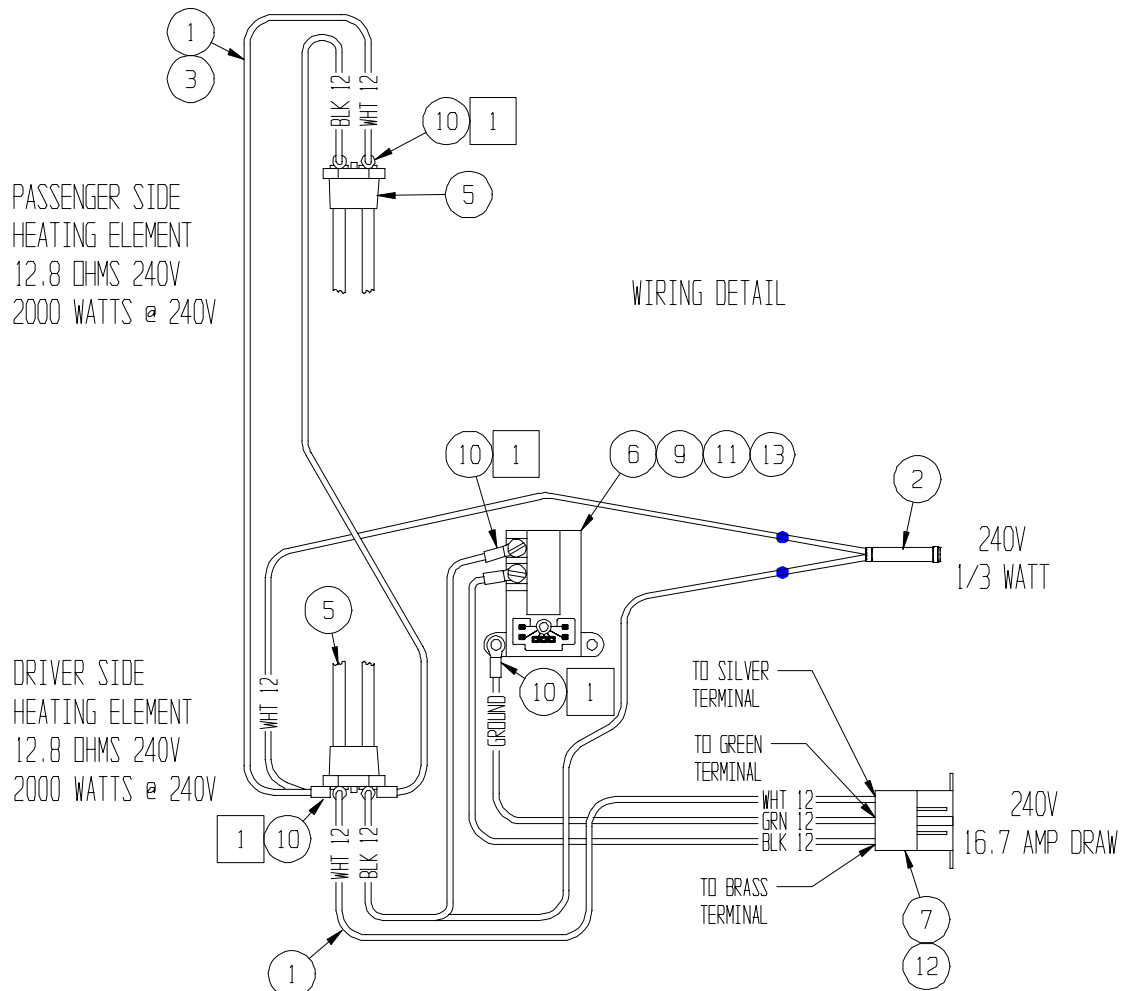 1
3
BLK 12
WHT 12
10 1
5
PASSENGER SIDE
HEATING ELEMENT
12.8 OHMS 240V
2000 WATTS @ 240V
WIRING DETAIL
10 1
6 9 11 13
2
240V
1/3 WATT
5
DRIVER SIDE
HEATING ELEMENT
12.8 OHMS 240V
2000 WATTS @ 240V
WHT 12
GROUND
10 1
TO SILVER
TERMINAL
TO GREEN
TERMINAL
WHT 12
GRN 12
BLK 12
240V
16.7 AMP DRAW
1 10
WHT 12
BLK 12
TO BRASS
TERMINAL
7
12
1